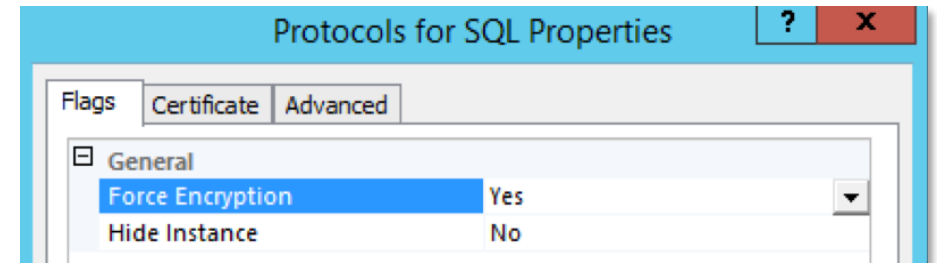 Protocols for SQL Properties ? x
Flags Certificate Advanced
General
Force Encryption Yes
Hide Instance No